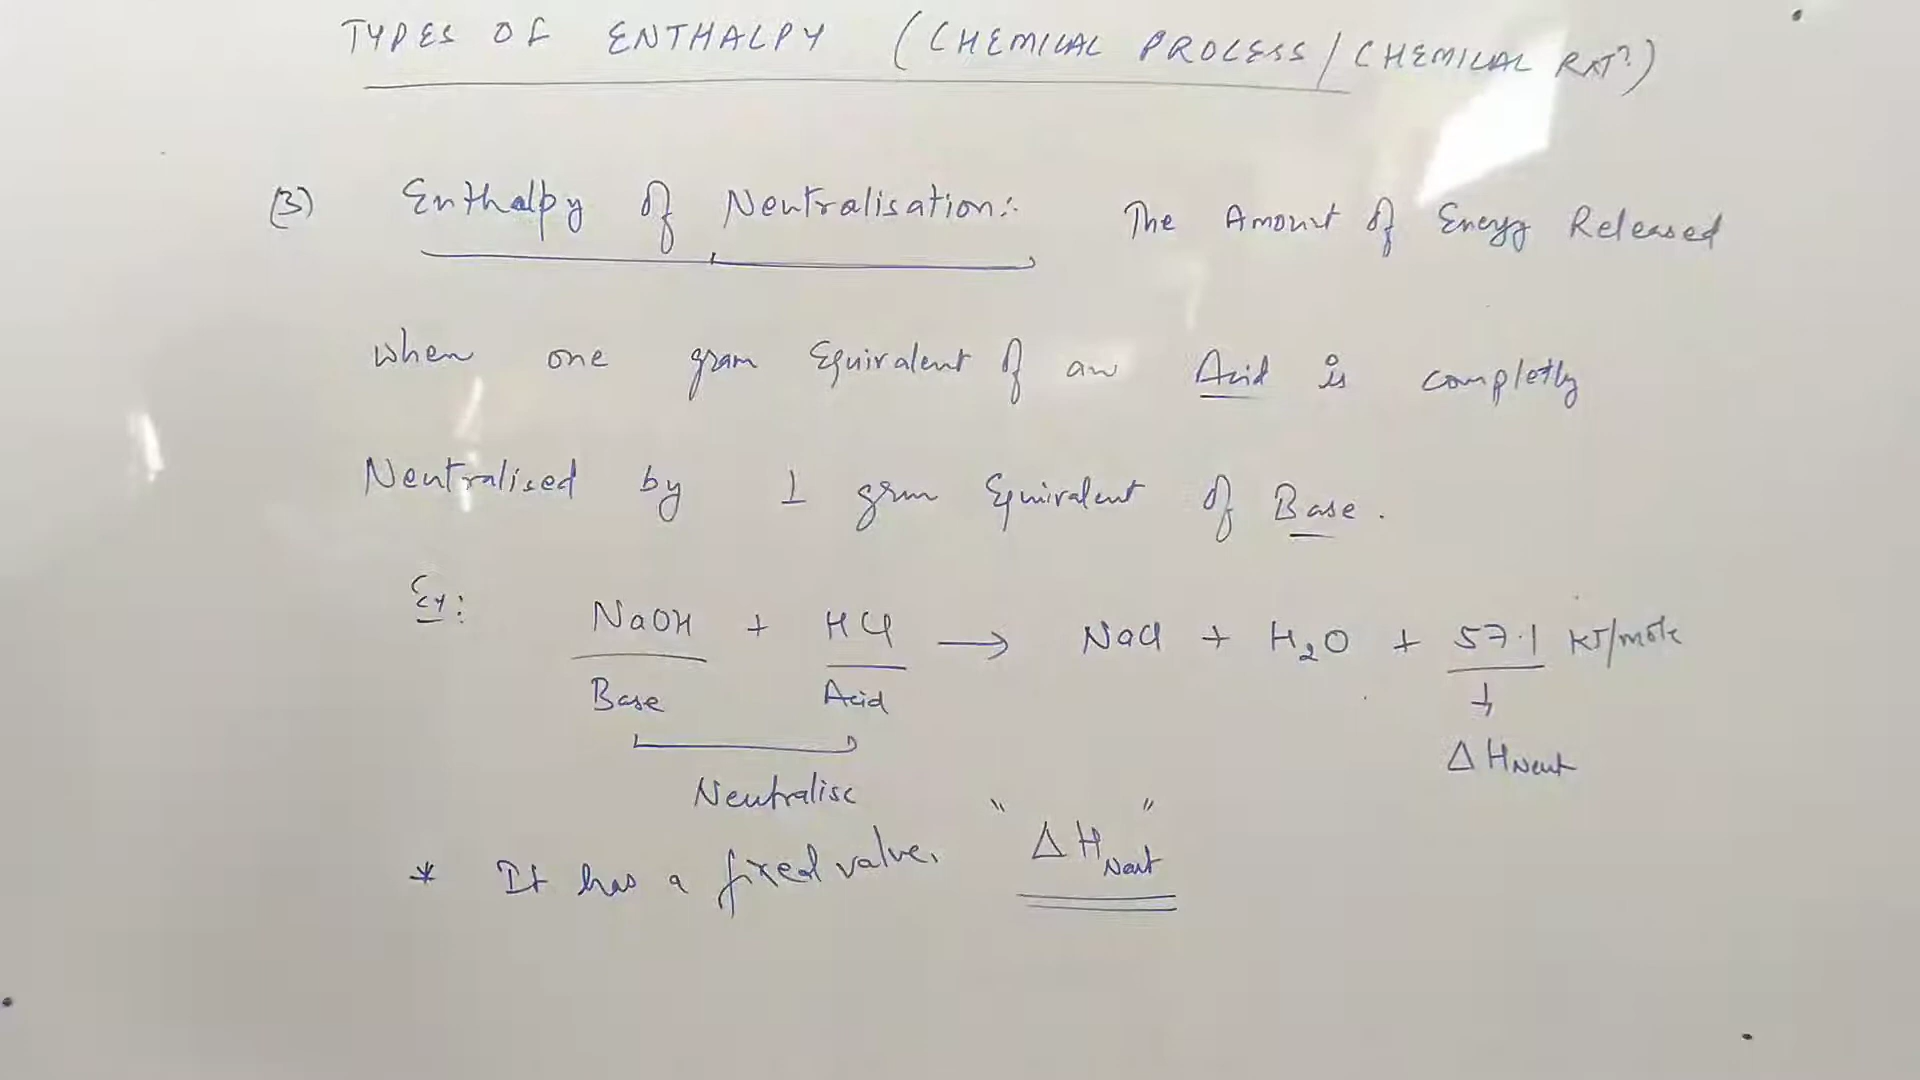 TYPES OF ENTHALPY (CHEMICAL PROCESS/CHEMICAL RXTn)
(3) Enthalpy of Neutralisation:- The Amount of Energy Released
when one gram Equivalent of an Acid is completly
Neutralised by 1 gram Equivalent of Base.
Ex: NaOH + HCl → NaCl + H₂O + 57.1 kJ/mole
Base Acid ↓
Neutralise ΔHNeut
* It has a fixed value. "ΔHNeut"